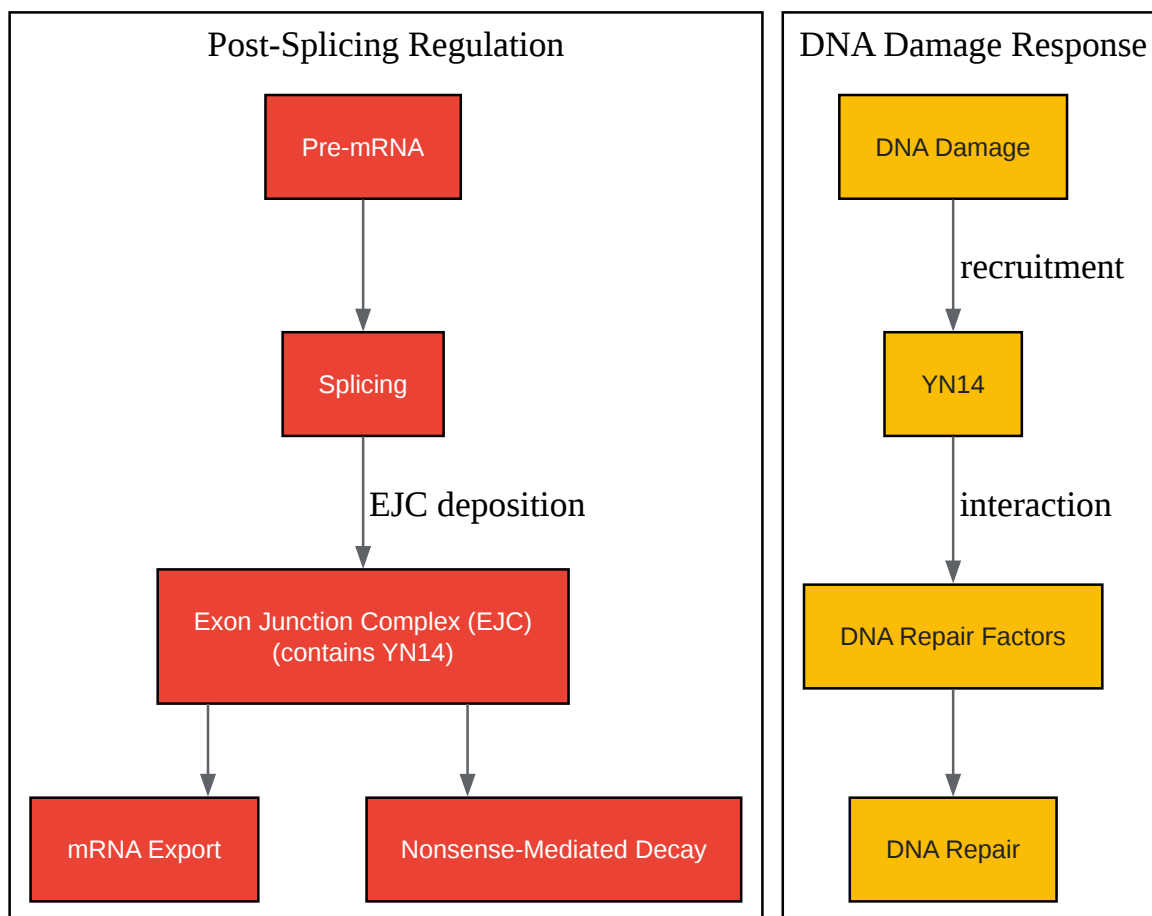 Post-Splicing Regulation
Pre-mRNA
Splicing
EJC deposition
Exon Junction Complex (EJC)
(contains YN14)
mRNA Export
Nonsense-Mediated Decay
DNA Damage Response
DNA Damage
recruitment
YN14
interaction
DNA Repair Factors
DNA Repair